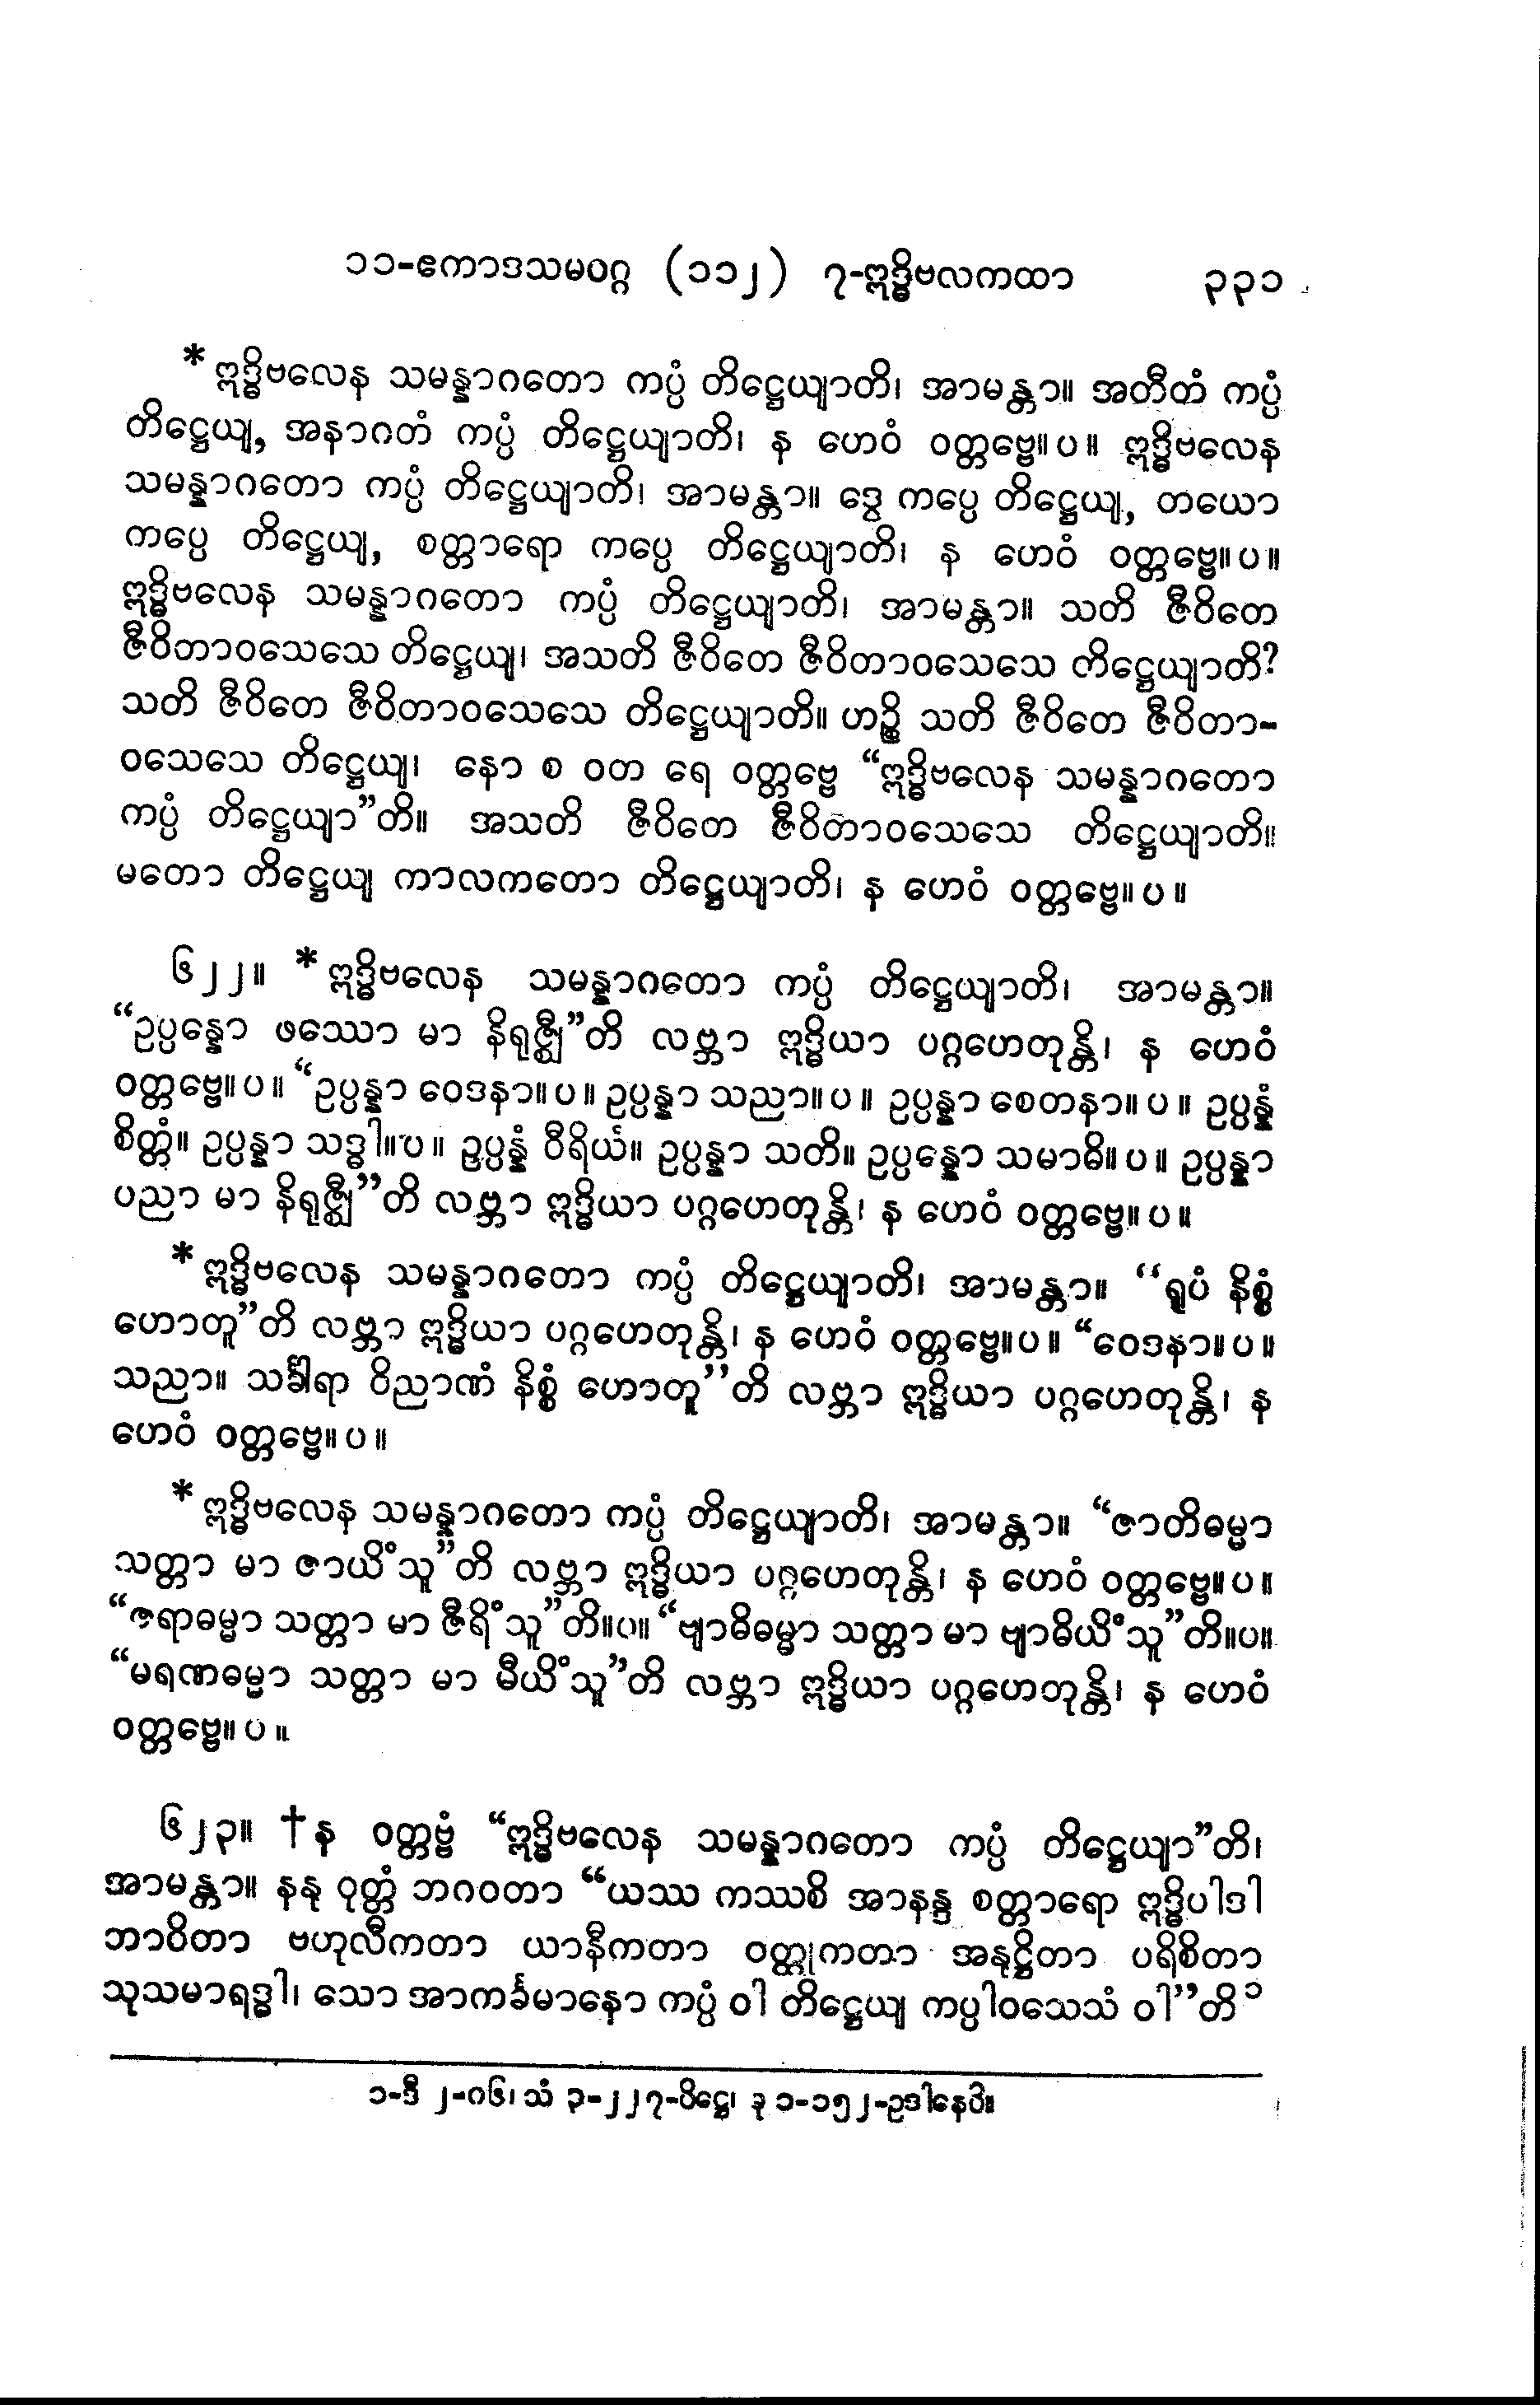 ၁၁-ဧကာဒသမဝဂ္ဂ (၁၁၂) ၇-ဣဒ္ဓိဗလကထာ ၃၃၁
*ဣဒ္ဓိဗလေန သမန္နာဂတော ကပ္ပံ တိဋ္ဌေယျာတိ၊ အာမန္တာ။ အတီတံ ကပ္ပံ
တိဋ္ဌေယျ, အနာဂတံ ကပ္ပံ တိဋ္ဌေယျာတိ၊ န ဟေဝံ ဝတ္တဗ္ဗေ။ပ။ ဣဒ္ဓိဗလေန
သမန္နာဂတော ကပ္ပံ တိဋ္ဌေယျာတိ၊ အာမန္တာ။ ဒွေ ကပ္ပေ တိဋ္ဌေယျ, တယော
ကပ္ပေ တိဋ္ဌေယျ, စတ္တာရော ကပ္ပေ တိဋ္ဌေယျာတိ၊ န ဟေဝံ ဝတ္တဗ္ဗေ။ပ။
ဣဒ္ဓိဗလေန သမန္နာဂတော ကပ္ပံ တိဋ္ဌေယျာတိ၊ အာမန္တာ။ သတိ ဇီဝိတေ
ဇီဝိတာဝသေသေ တိဋ္ဌေယျ၊ အသတိ ဇီဝိတေ ဇီဝိတာဝသေသေ တိဋ္ဌေယျာတိ?
သတိ ဇီဝိတေ ဇီဝိတာဝသေသေ တိဋ္ဌေယျာတိ။ ဟဉ္စိ သတိ ဇီဝိတေ ဇီဝိတာ-
ဝသေသေ တိဋ္ဌေယျ၊ နော စ ဝတ ရေ ဝတ္တဗ္ဗေ “ဣဒ္ဓိဗလေန သမန္နာဂတော
ကပ္ပံ တိဋ္ဌေယျာ”တိ။ အသတိ ဇီဝိတေ ဇီဝိတာဝသေသေ တိဋ္ဌေယျာတိ။
မတော တိဋ္ဌေယျ ကာလကတော တိဋ္ဌေယျာတိ၊ န ဟေဝံ ဝတ္တဗ္ဗေ။ပ။
၆၂၂။ *ဣဒ္ဓိဗလေန သမန္နာဂတော ကပ္ပံ တိဋ္ဌေယျာတိ၊ အာမန္တာ။
“ဥပ္ပန္နော ဖဿော မာ နိရုဇ္ဈီ”တိ လဗ္ဘာ ဣဒ္ဓိယာ ပဂ္ဂဟေတုန္တိ၊ န ဟေဝံ
ဝတ္တဗ္ဗေ။ပ။ “ဥပ္ပန္နာ ဝေဒနာ။ပ။ ဥပ္ပန္နာ သညာ။ပ။ ဥပ္ပန္နာ စေတနာ။ပ။ ဥပ္ပန္နံ
စိတ္တံ။ ဥပ္ပန္နာ သဒ္ဓါ။ပ။ ဥပ္ပန္နံ ဝီရိယံ။ ဥပ္ပန္နာ သတိ။ ဥပ္ပန္နော သမာဓိ။ပ။ ဥပ္ပန္နာ
ပညာ မာ နိရုဇ္ဈီ”တိ လဗ္ဘာ ဣဒ္ဓိယာ ပဂ္ဂဟေတုန္တိ၊ န ဟေဝံ ဝတ္တဗ္ဗေ။ပ။
*ဣဒ္ဓိဗလေန သမန္နာဂတော ကပ္ပံ တိဋ္ဌေယျာတိ၊ အာမန္တာ။ “ရူပံ နိစ္စံ
ဟောတူ”တိ လဗ္ဘာ ဣဒ္ဓိယာ ပဂ္ဂဟေတုန္တိ၊ န ဟေဝံ ဝတ္တဗ္ဗေ။ပ။ “ဝေဒနာ။ပ။
သညာ။ သင်္ခါရာ ဝိညာဏံ နိစ္စံ ဟောတူ”တိ လဗ္ဘာ ဣဒ္ဓိယာ ပဂ္ဂဟေတုန္တိ၊ န
ဟေဝံ ဝတ္တဗ္ဗေ။ပ။
*ဣဒ္ဓိဗလေန သမန္နာဂတော ကပ္ပံ တိဋ္ဌေယျာတိ၊ အာမန္တာ။ “ဇာတိဓမ္မာ
သတ္တာ မာ ဇာယိံသူ”တိ လဗ္ဘာ ဣဒ္ဓိယာ ပဂ္ဂဟေတုန္တိ၊ န ဟေဝံ ဝတ္တဗ္ဗေ။ပ။
“ဇရာဓမ္မာ သတ္တာ မာ ဇီရိံသူ”တိ။ပ။ “ဗျာဓိဓမ္မာ သတ္တာ မာ ဗျာဓိယိံသူ”တိ။ပ။
“မရဏဓမ္မာ သတ္တာ မာ မီယိံသူ”တိ လဗ္ဘာ ဣဒ္ဓိယာ ပဂ္ဂဟေတုန္တိ၊ န ဟေဝံ
ဝတ္တဗ္ဗေ။ပ။
၆၂၃။ †န ဝတ္တဗ္ဗံ “ဣဒ္ဓိဗလေန သမန္နာဂတော ကပ္ပံ တိဋ္ဌေယျာ”တိ၊
အာမန္တာ။ နနု ဝုတ္တံ ဘဂဝတာ “ယဿ ကဿစိ အာနန္ဒ စတ္တာရော ဣဒ္ဓိပါဒါ
ဘာဝိတာ ဗဟုလီကတာ ယာနီကတာ ဝတ္ထုကတာ အနုဋ္ဌိတာ ပရိစိတာ
သုသမာရဒ္ဓါ၊ သော အာကင်္ခမာနော ကပ္ပံ ဝါ တိဋ္ဌေယျ ကပ္ပါဝသေသံ ဝါ”တိ ၁
၁-ဒီ ၂-၈၆၊ သံ ၃-၂၂၇-ပိဋ္ဌေ၊ ခု ၁-၁၅၂-ဥဒါနေပိ။